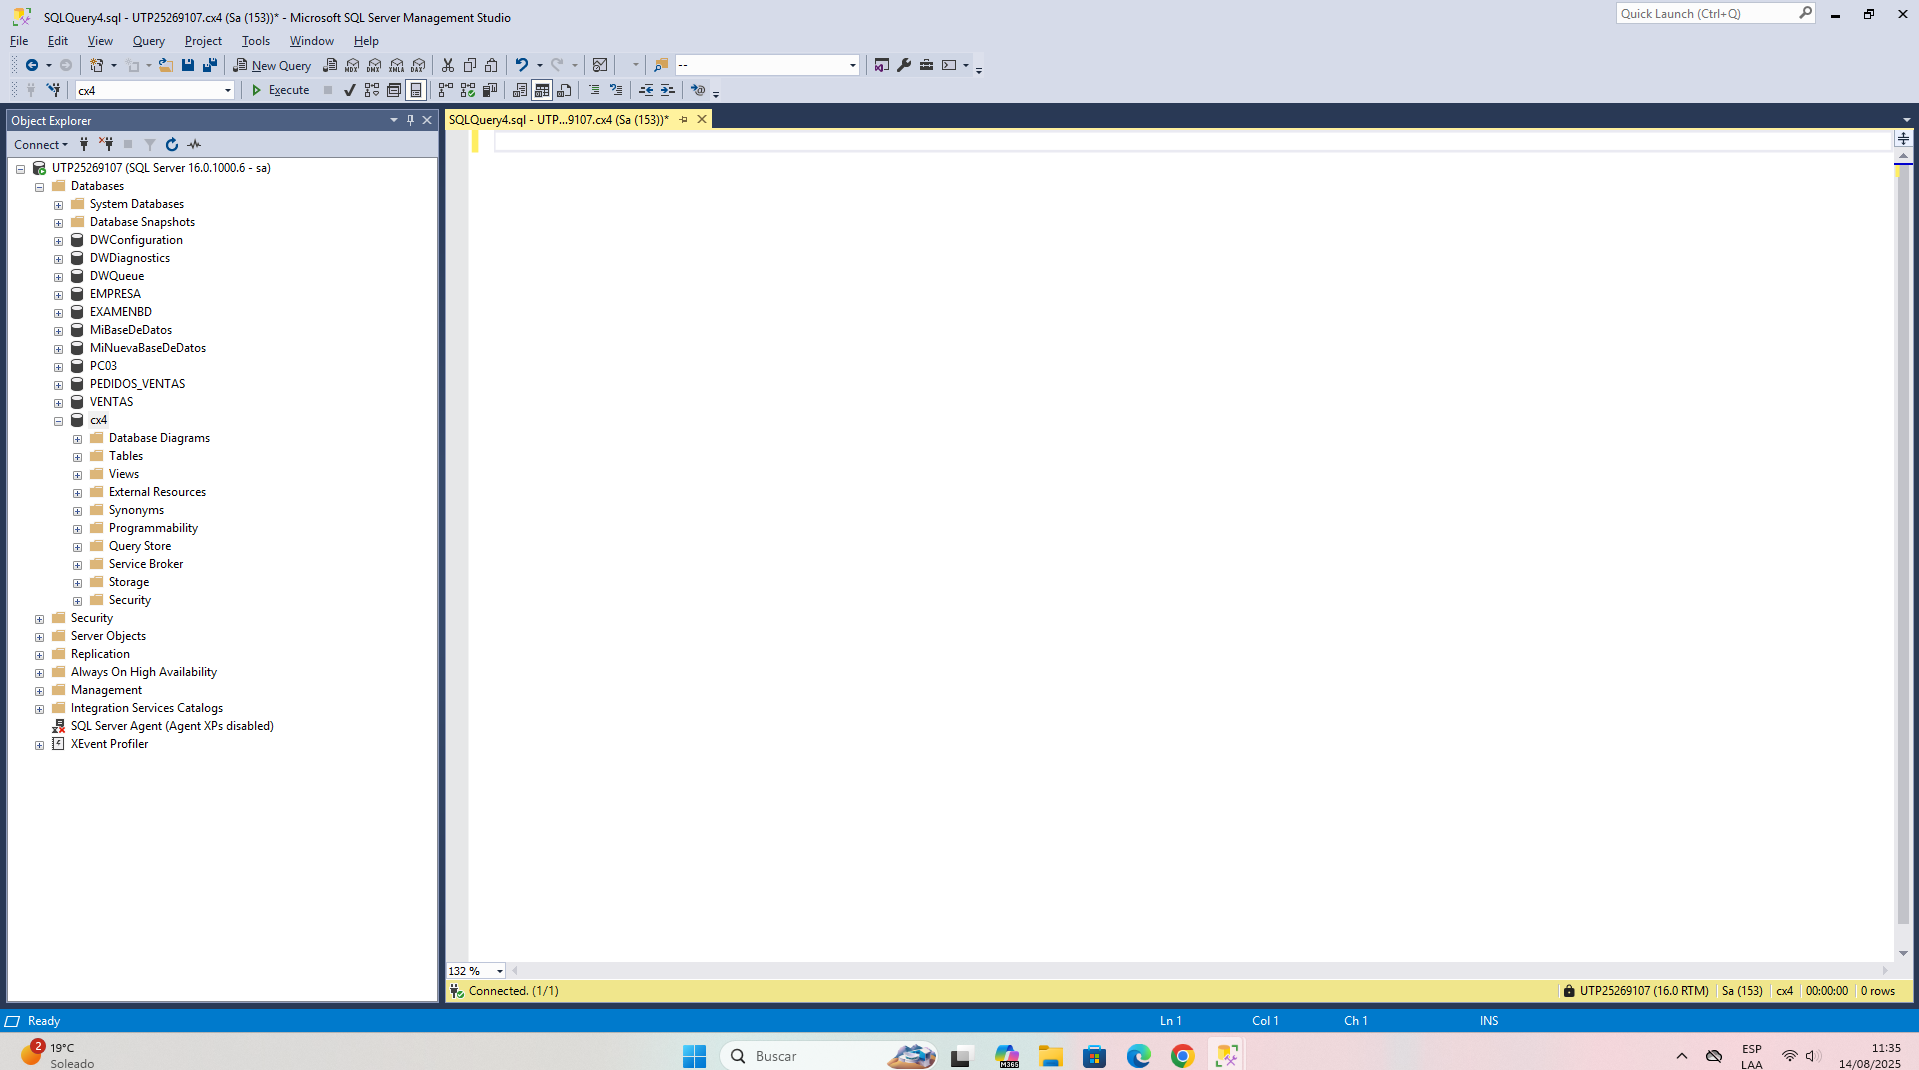 SQLQuery4.sql - UTP25269107.cx4 (Sa (153))* - Microsoft SQL Server Management Studio
Quick Launch (Ctrl+Q)
File Edit View Query Project Tools Window Help
New Query MDX DMX XMLA DAX --
cx4 Execute
Object Explorer
SQLQuery4.sql - UTP...9107.cx4 (Sa (153))*
Connect
UTP25269107 (SQL Server 16.0.1000.6 - sa)
Databases
System Databases
Database Snapshots
DWConfiguration
DWDiagnostics
DWQueue
EMPRESA
EXAMENBD
MiBaseDeDatos
MiNuevaBaseDeDatos
PC03
PEDIDOS_VENTAS
VENTAS
cx4
Database Diagrams
Tables
Views
External Resources
Synonyms
Programmability
Query Store
Service Broker
Storage
Security
Security
Server Objects
Replication
Always On High Availability
Management
Integration Services Catalogs
SQL Server Agent (Agent XPs disabled)
XEvent Profiler
132 %
Connected. (1/1)
UTP25269107 (16.0 RTM) Sa (153) cx4 00:00:00 0 rows
Ready
Ln 1 Col 1 Ch 1 INS
2
19°C
Soleado
Buscar
M365
ESP
LAA
11:35
14/08/2025